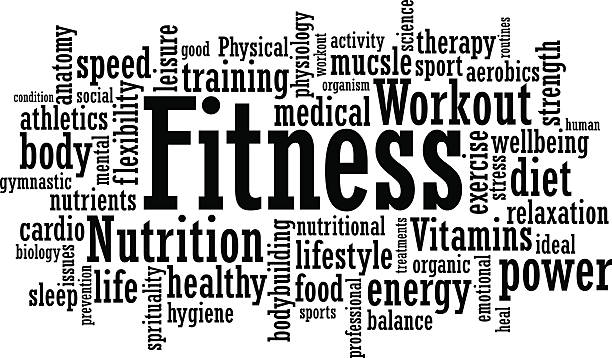 anatomy
speed
leisure
good
Physical
physiology
workout
activity
science
therapy
routines
condition
social
training
organism
mucsle
sport
aerobics
strength
athletics
flexibility
Fitness
medical
Workout
human
body
mental
exercise
stress
wellbeing
gymnastic
nutrients
diet
relaxation
cardio
Nutrition
bodybuilding
nutritional
treatments
Vitamins
ideal
biology
issues
lifestyle
organic
emotional
power
sleep
prevention
life
sprituality
healthy
hygiene
food
sports
professional
energy
balance
heal